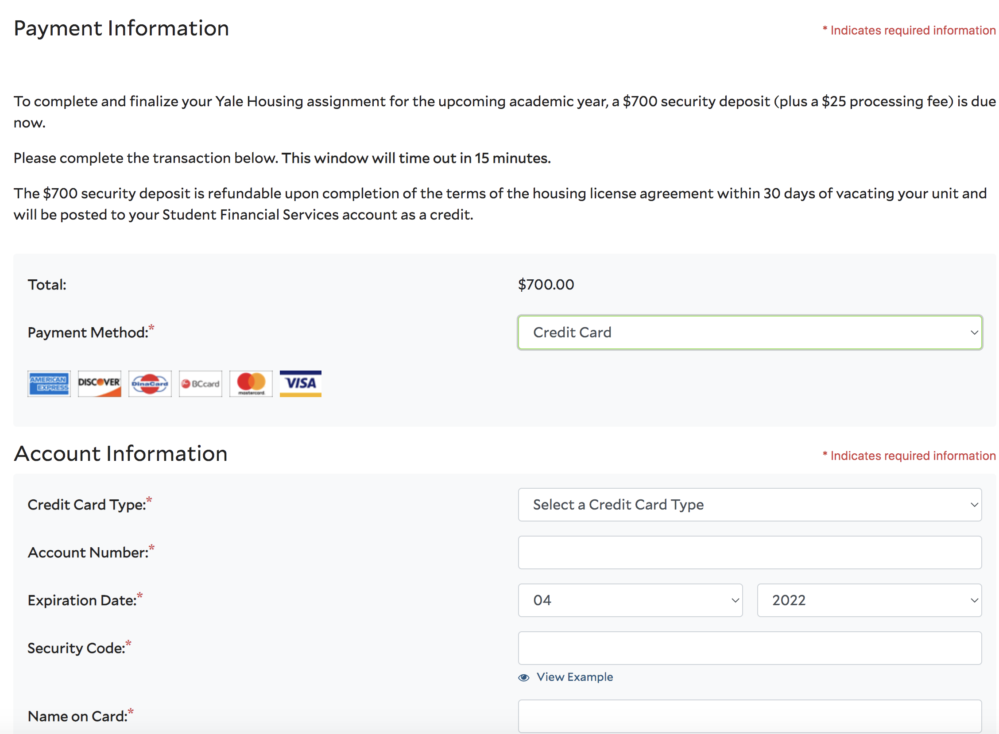 Payment Information
* Indicates required information
To complete and finalize your Yale Housing assignment for the upcoming academic year, a $700 security deposit (plus a $25 processing fee) is due
now.
Please complete the transaction below. This window will time out in 15 minutes.
The $700 security deposit is refundable upon completion of the terms of the housing license agreement within 30 days of vacating your unit and
will be posted to your Student Financial Services account as a credit.
Total: $700.00
Payment Method:* Credit Card
AMERICAN EXPRESS DISCOVER DinaCard BCcard mastercard. VISA
Account Information
* Indicates required information
Credit Card Type:* Select a Credit Card Type
Account Number:*
Expiration Date:* 04 2022
Security Code:*
View Example
Name on Card:*